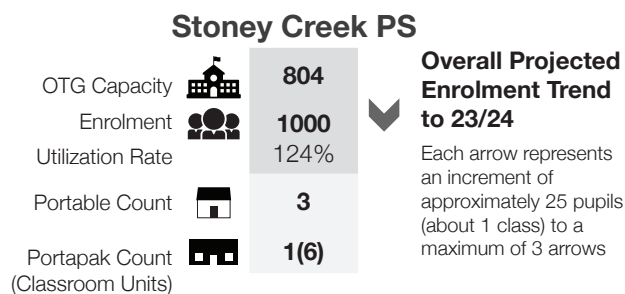 Stoney Creek PS
OTG Capacity 804
Enrolment 1000
Utilization Rate 124%
Portable Count 3
Portapak Count 1(6)
(Classroom Units)
Overall Projected
Enrolment Trend
to 23/24
Each arrow represents
an increment of
approximately 25 pupils
(about 1 class) to a
maximum of 3 arrows